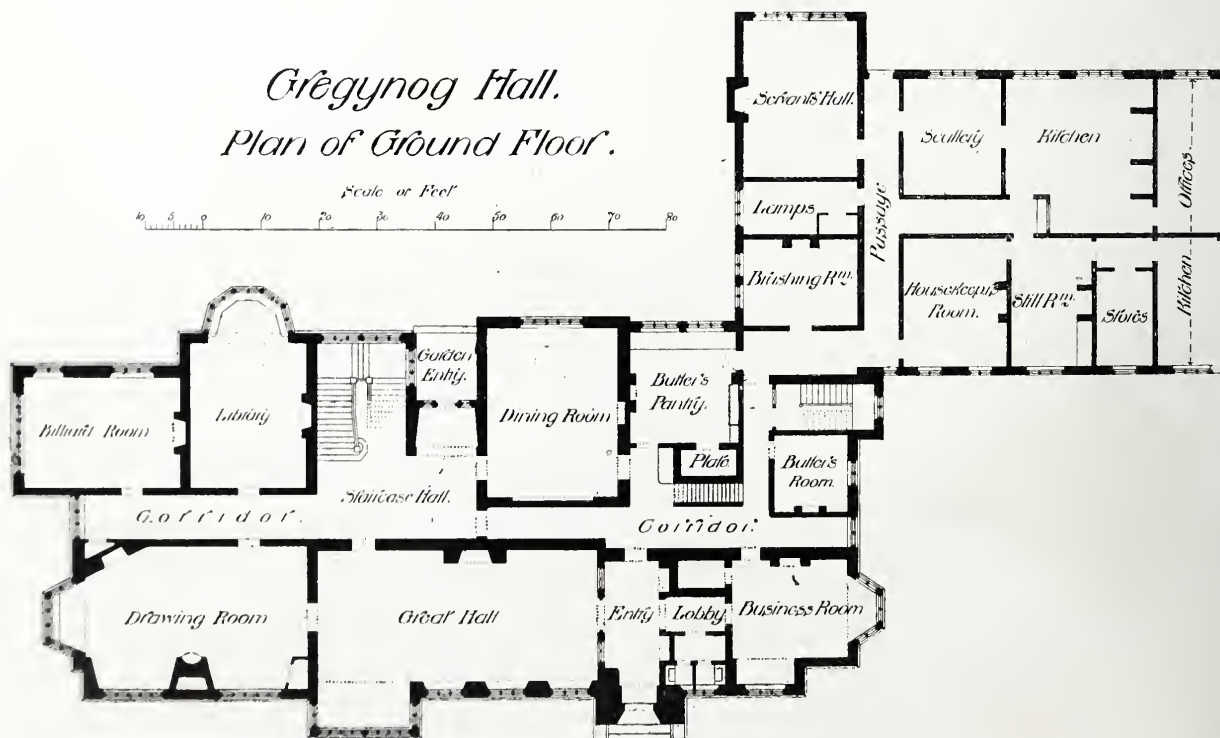 Gregynog Hall.
Plan of Ground Floor.
Scale of Feet
10 5 0 10 20 30 40 50 60 70 80
Servants' Hall.
Scullery
Kitchen
Kitchen Offices.
Lamps
Passage
Brushing Rm.
Housekeep's
Room.
Still Rm.
Stores
Garden
Entry.
Billiard Room
Library
Dining Room
Butler's
Pantry.
Plate.
Butler's
Room.
Staircase Hall.
Corridor.
Corridor.
Drawing Room
Great Hall
Entry
Lobby
Business Room